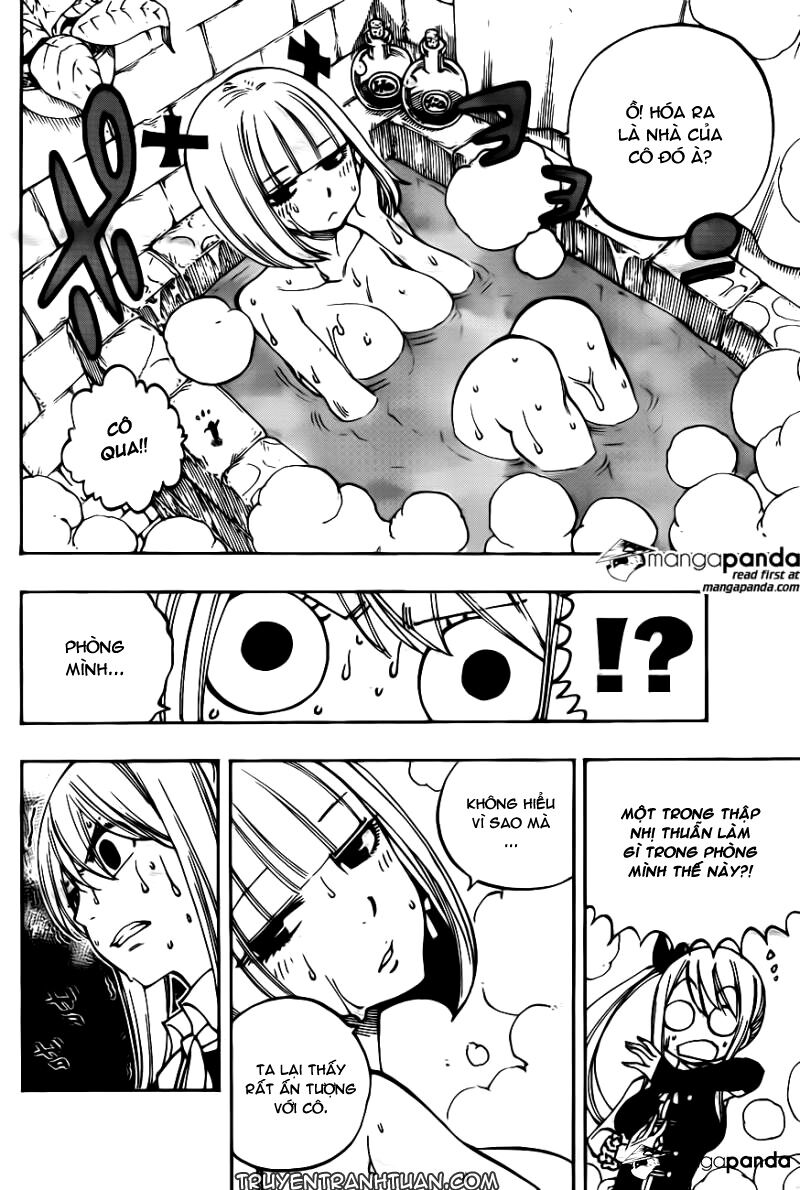 Ồ! HÓA RA
LÀ NHÀ CỦA
CÔ ĐÓ À?
CÔ
QUA!!
mangapanda
read first at
mangapanda.com
PHÒNG
MÌNH...
!?
MỘT TRONG THẬP
NHỊ THUẪN LÀM
GÌ TRONG PHÒNG
MÌNH THẾ NÀY?!
KHÔNG HIỂU
VÌ SAO MÀ
...
TA LẠI THẤY
RẤT ẤN TƯỢNG
VỚI CÔ.
mangapanda
TRUYENTRANHTUAN.COM